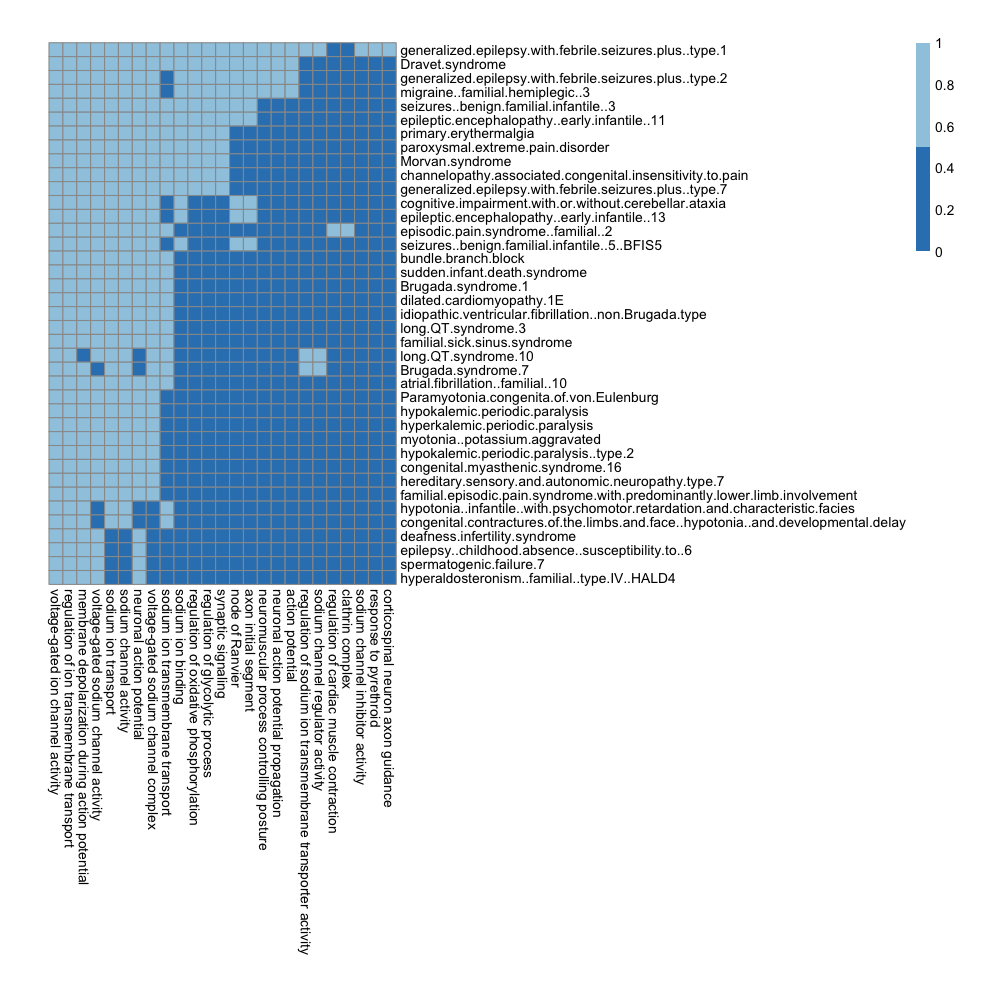 generalized.epilepsy.with.febrile.seizures.plus..type.1
Dravet.syndrome
generalized.epilepsy.with.febrile.seizures.plus..type.2
migraine..familial.hemiplegic..3
seizures..benign.familial.infantile..3
epileptic.encephalopathy..early.infantile..11
primary.erythermalgia
paroxysmal.extreme.pain.disorder
Morvan.syndrome
channelopathy.associated.congenital.insensitivity.to.pain
generalized.epilepsy.with.febrile.seizures.plus..type.7
cognitive.impairment.with.or.without.cerebellar.ataxia
epileptic.encephalopathy..early.infantile..13
episodic.pain.syndrome..familial..2
seizures..benign.familial.infantile..5..BFIS5
bundle.branch.block
sudden.infant.death.syndrome
Brugada.syndrome.1
dilated.cardiomyopathy.1E
idiopathic.ventricular.fibrillation..non.Brugada.type
long.QT.syndrome.3
familial.sick.sinus.syndrome
long.QT.syndrome.10
Brugada.syndrome.7
atrial.fibrillation..familial..10
Paramyotonia.congenita.of.von.Eulenburg
hypokalemic.periodic.paralysis
hyperkalemic.periodic.paralysis
myotonia..potassium.aggravated
hypokalemic.periodic.paralysis..type.2
congenital.myasthenic.syndrome.16
hereditary.sensory.and.autonomic.neuropathy.type.7
familial.episodic.pain.syndrome.with.predominantly.lower.limb.involvement
hypotonia..infantile..with.psychomotor.retardation.and.characteristic.facies
congenital.contractures.of.the.limbs.and.face..hypotonia..and.developmental.delay
deafness.infertility.syndrome
epilepsy..childhood.absence..susceptibility.to..6
spermatogenic.failure.7
hyperaldosteronism..familial..type.IV..HALD4
1
0.8
0.6
0.4
0.2
0
voltage-gated ion channel activity
regulation of ion transmembrane transport
membrane depolarization during action potential
voltage-gated sodium channel activity
sodium ion transport
sodium channel activity
neuronal action potential
voltage-gated sodium channel complex
sodium ion transmembrane transport
sodium ion binding
regulation of oxidative phosphorylation
regulation of glycolytic process
synaptic signaling
node of Ranvier
axon initial segment
neuromuscular process controlling posture
neuronal action potential propagation
action potential
regulation of sodium ion transmembrane transporter activity
sodium channel regulator activity
regulation of cardiac muscle contraction
clathrin complex
sodium channel inhibitor activity
response to pyrethroid
corticospinal neuron axon guidance